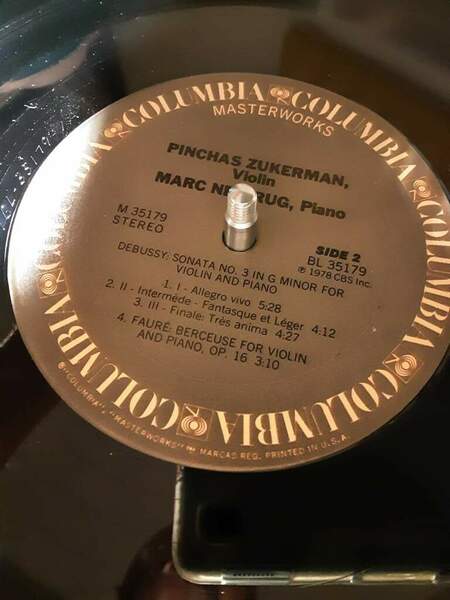 COLUMBIA COLUMBIA COLUMBIA COLUMBIA COLUMBIA COLUMBIA
MASTERWORKS
PINCHAS ZUKERMAN,
Violin
MARC NE RUG, Piano
M 35179
STEREO
SIDE 2
BL 35179
℗ 1978 CBS Inc.
DEBUSSY: SONATA NO. 3 IN G MINOR FOR
VIOLIN AND PIANO
1. I - Allegro vivo 5:28
2. II - Intermède - Fantasque et Léger 4:12
3. III - Finale: Très anima 4:27
4. FAURÉ: BERCEUSE FOR VIOLIN
AND PIANO, OP. 16 3:10
"COLUMBIA", "MASTERWORKS" MARCAS REG. PRINTED IN U.S.A.